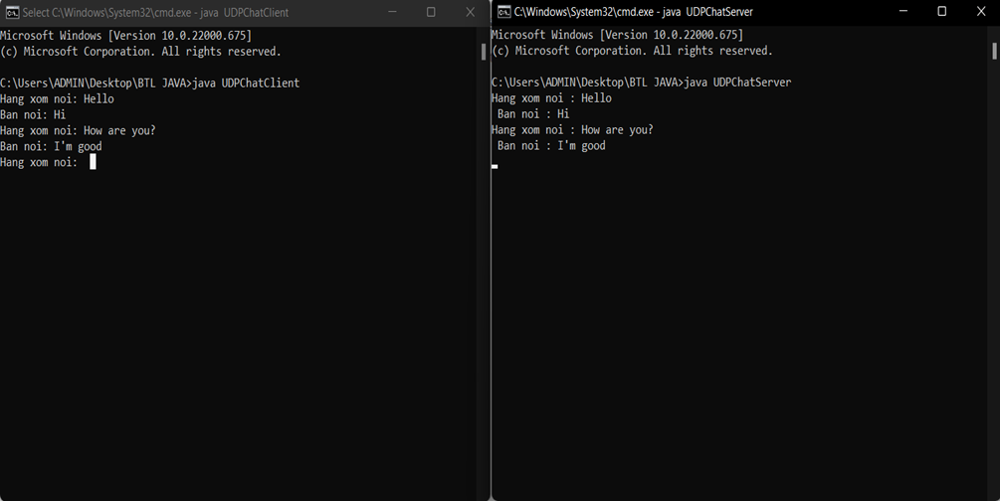 Select C:\Windows\System32\cmd.exe - java  UDPChatClient
Microsoft Windows [Version 10.0.22000.675]
(c) Microsoft Corporation. All rights reserved.
C:\Users\ADMIN\Desktop\BTL JAVA>java UDPChatClient
Hang xom noi: Hello
Ban noi: Hi
Hang xom noi: How are you?
Ban noi: I'm good
Hang xom noi:
C:\Windows\System32\cmd.exe - java  UDPChatServer
Microsoft Windows [Version 10.0.22000.675]
(c) Microsoft Corporation. All rights reserved.
C:\Users\ADMIN\Desktop\BTL JAVA>java UDPChatServer
Hang xom noi : Hello
 Ban noi : Hi
Hang xom noi : How are you?
 Ban noi : I'm good